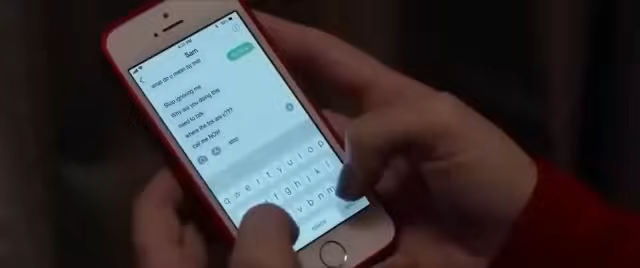 Sam
what do u mean by that
Stop ignoring me
Why are you doing this
need to talk
where the fck are u???
call me NOW!
stop
q w e r t y u i o p
g h j k l
v b n m